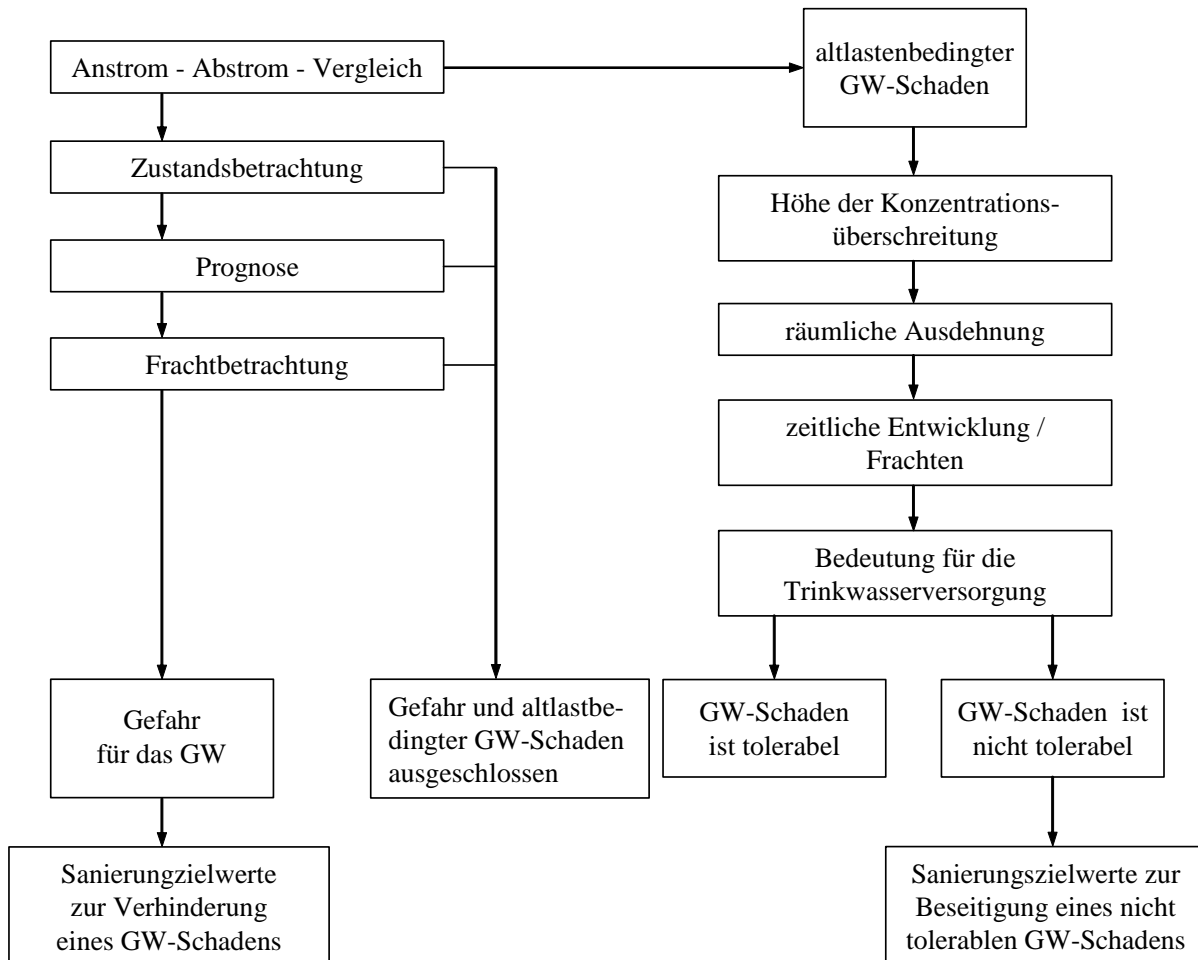 Anstrom - Abstrom - Vergleich
altlastenbedingter
GW-Schaden
Zustandsbetrachtung
Prognose
Frachtbetrachtung
Höhe der Konzentrations-
überschreitung
räumliche Ausdehnung
zeitliche Entwicklung /
Frachten
Bedeutung für die
Trinkwasserversorgung
Gefahr
für das GW
Gefahr und altlastbe-
dingter GW-Schaden
ausgeschlossen
GW-Schaden
ist tolerabel
GW-Schaden ist
nicht tolerabel
Sanierungzielwerte
zur Verhinderung
eines GW-Schadens
Sanierungszielwerte zur
Beseitigung eines nicht
tolerablen GW-Schadens